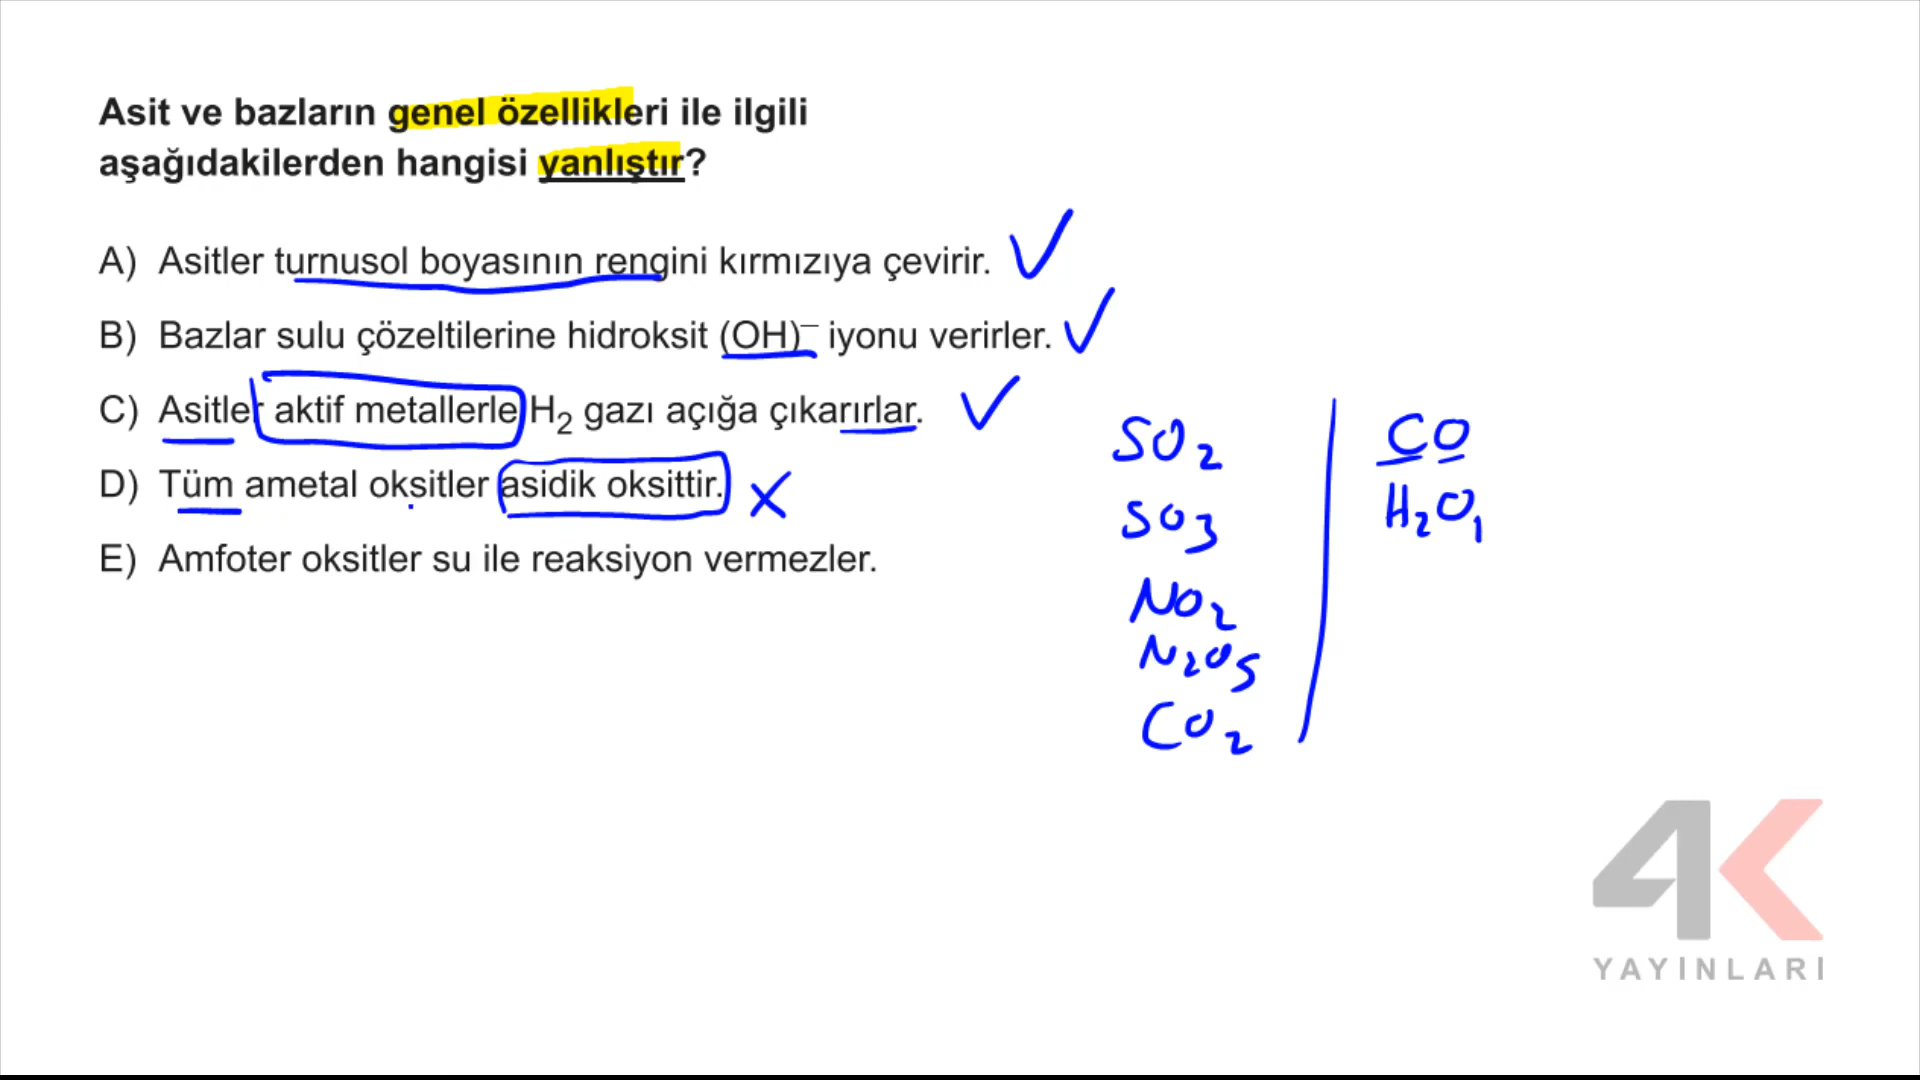 Asit ve bazların genel özellikleri ile ilgili
aşağıdakilerden hangisi yanlıştır?
A) Asitler turnusol boyasının rengini kırmızıya çevirir.
B) Bazlar sulu çözeltilerine hidroksit (OH)⁻ iyonu verirler.
C) Asitler aktif metallerle H₂ gazı açığa çıkarırlar.
D) Tüm ametal oksitler asidik oksittir.
E) Amfoter oksitler su ile reaksiyon vermezler.
SO₂
SO₃
NO₂
N₂O₅
CO₂
CO
H₂O₁
4K
YAYINLARI